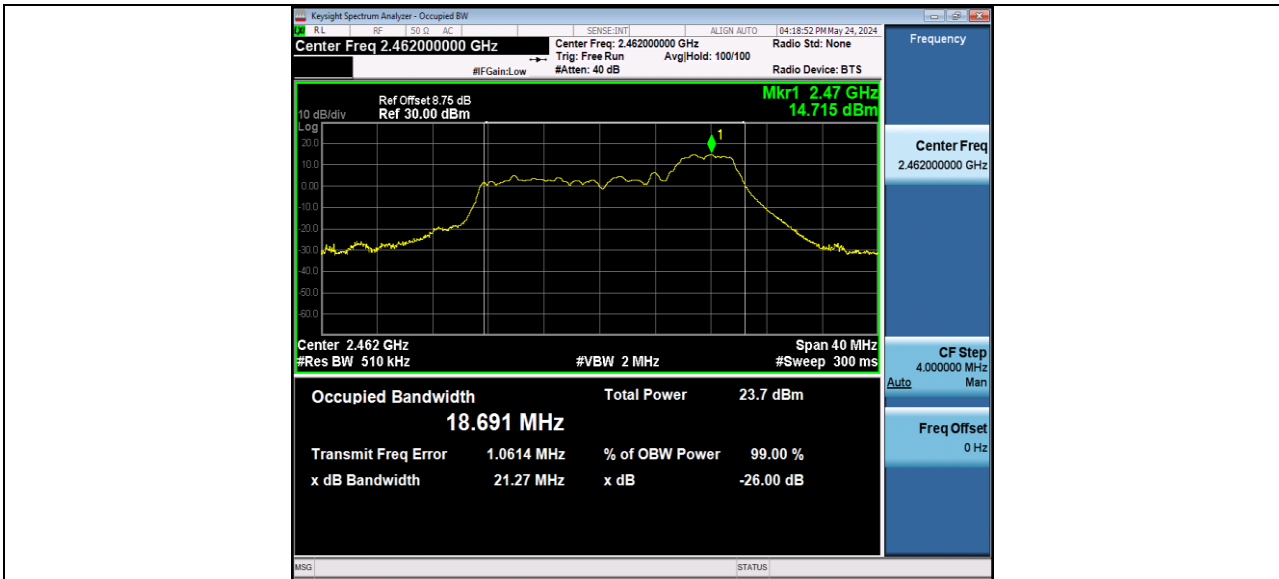 Keysight Spectrum Analyzer - Occupied BW
RL RF 50 Ω AC SENSE:INT ALIGN AUTO 04:18:52 PM May 24, 2024
Center Freq 2.462000000 GHz
Center Freq: 2.462000000 GHz
Radio Std: None
Trig: Free Run Avg|Hold: 100/100
#IFGain:Low #Atten: 40 dB Radio Device: BTS
Frequency
Mkr1 2.47 GHz
14.715 dBm
Ref Offset 8.75 dB
10 dB/div Ref 30.00 dBm
Log
1
20.0
10.0
0.00
-10.0
-20.0
-30.0
-40.0
-50.0
-60.0
Center 2.462 GHz Span 40 MHz
#Res BW 510 kHz #VBW 2 MHz #Sweep 300 ms
Occupied Bandwidth Total Power 23.7 dBm
18.691 MHz
Transmit Freq Error 1.0614 MHz % of OBW Power 99.00 %
x dB Bandwidth 21.27 MHz x dB -26.00 dB
Center Freq
2.462000000 GHz
CF Step
4.000000 MHz
Auto Man
Freq Offset
0 Hz
MSG STATUS